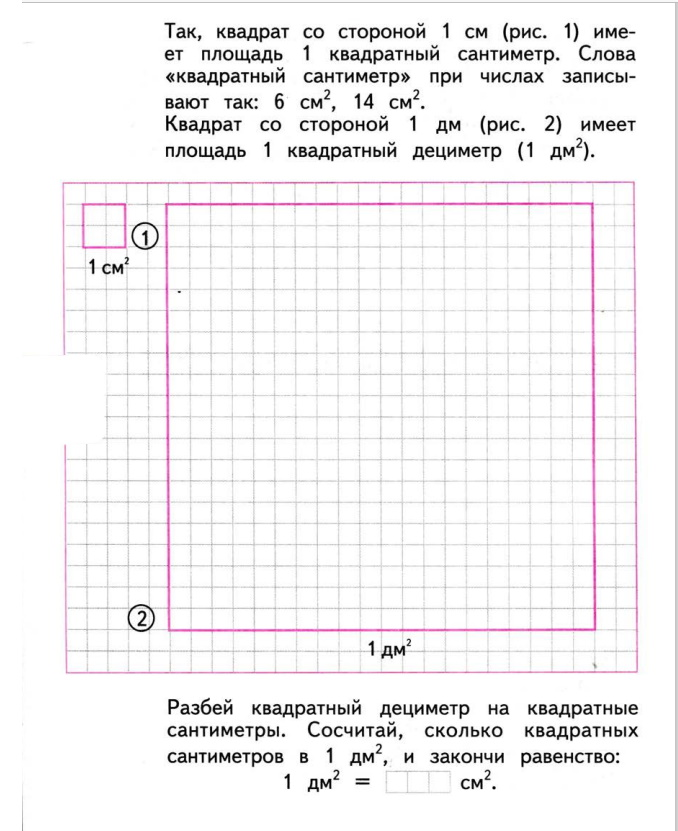 Так, квадрат со стороной 1 см (рис. 1) име-
ет площадь 1 квадратный сантиметр. Слова
«квадратный сантиметр» при числах записы-
вают так: 6 см², 14 см².
Квадрат со стороной 1 дм (рис. 2) имеет
площадь 1 квадратный дециметр (1 дм²).
1
1 см²
2
1 дм²
Разбей квадратный дециметр на квадратные
сантиметры. Сосчитай, сколько квадратных
сантиметров в 1 дм², и закончи равенство:
1 дм² = см².